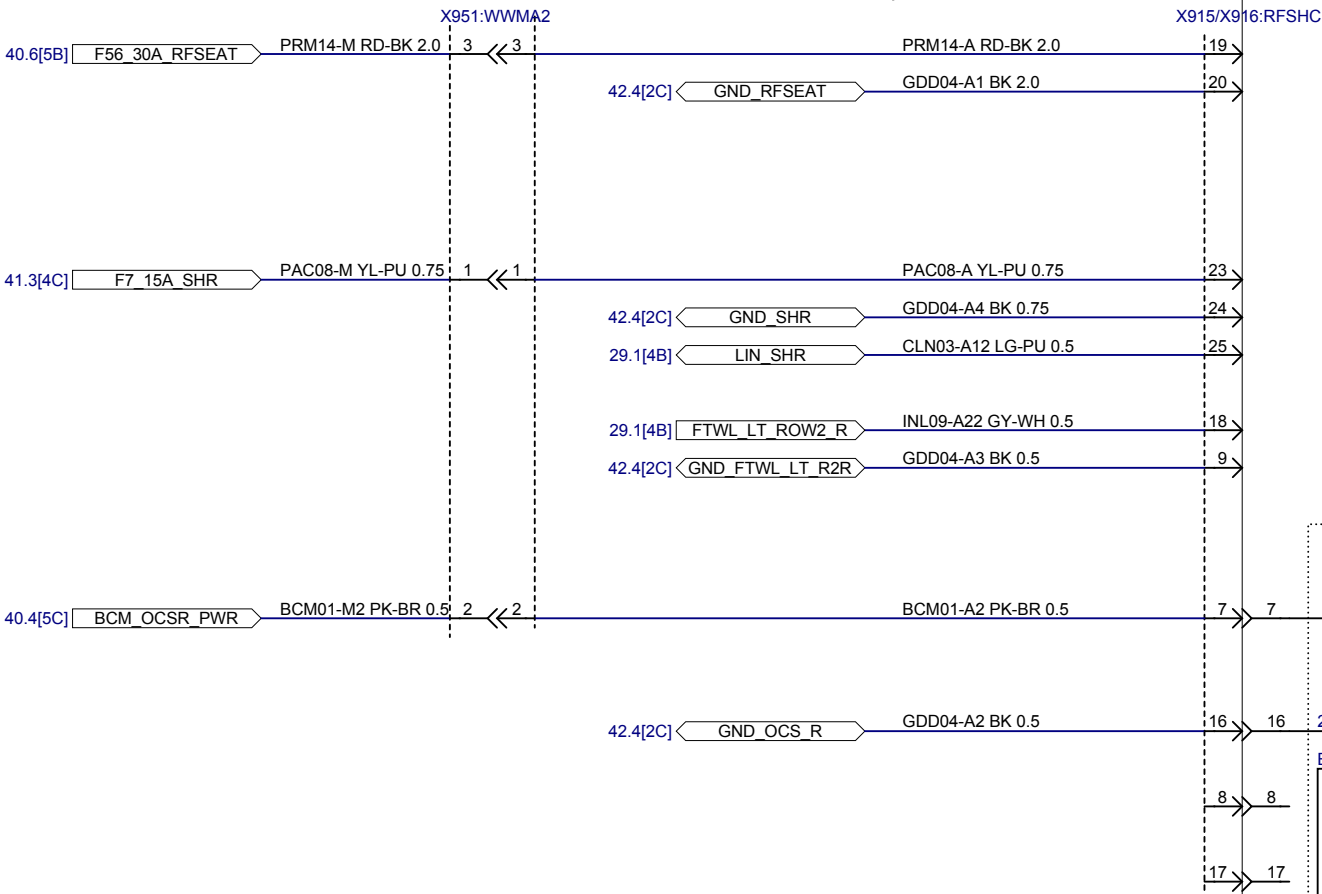 X951:WWMA2 X915/X916:RFSHC
40.6[5B] F56_30A_RFSEAT PRM14-M RD-BK 2.0 3 3 PRM14-A RD-BK 2.0 19
42.4[2C] GND_RFSEAT GDD04-A1 BK 2.0 20
41.3[4C] F7_15A_SHR PAC08-M YL-PU 0.75 1 1 PAC08-A YL-PU 0.75 23
42.4[2C] GND_SHR GDD04-A4 BK 0.75 24
29.1[4B] LIN_SHR CLN03-A12 LG-PU 0.5 25
29.1[4B] FTWL_LT_ROW2_R INL09-A22 GY-WH 0.5 18
42.4[2C] GND_FTWL_LT_R2R GDD04-A3 BK 0.5 9
40.4[5C] BCM_OCSR_PWR BCM01-M2 PK-BR 0.5 2 2 BCM01-A2 PK-BR 0.5 7 7
42.4[2C] GND_OCS_R GDD04-A2 BK 0.5 16 16
8 8
17 17